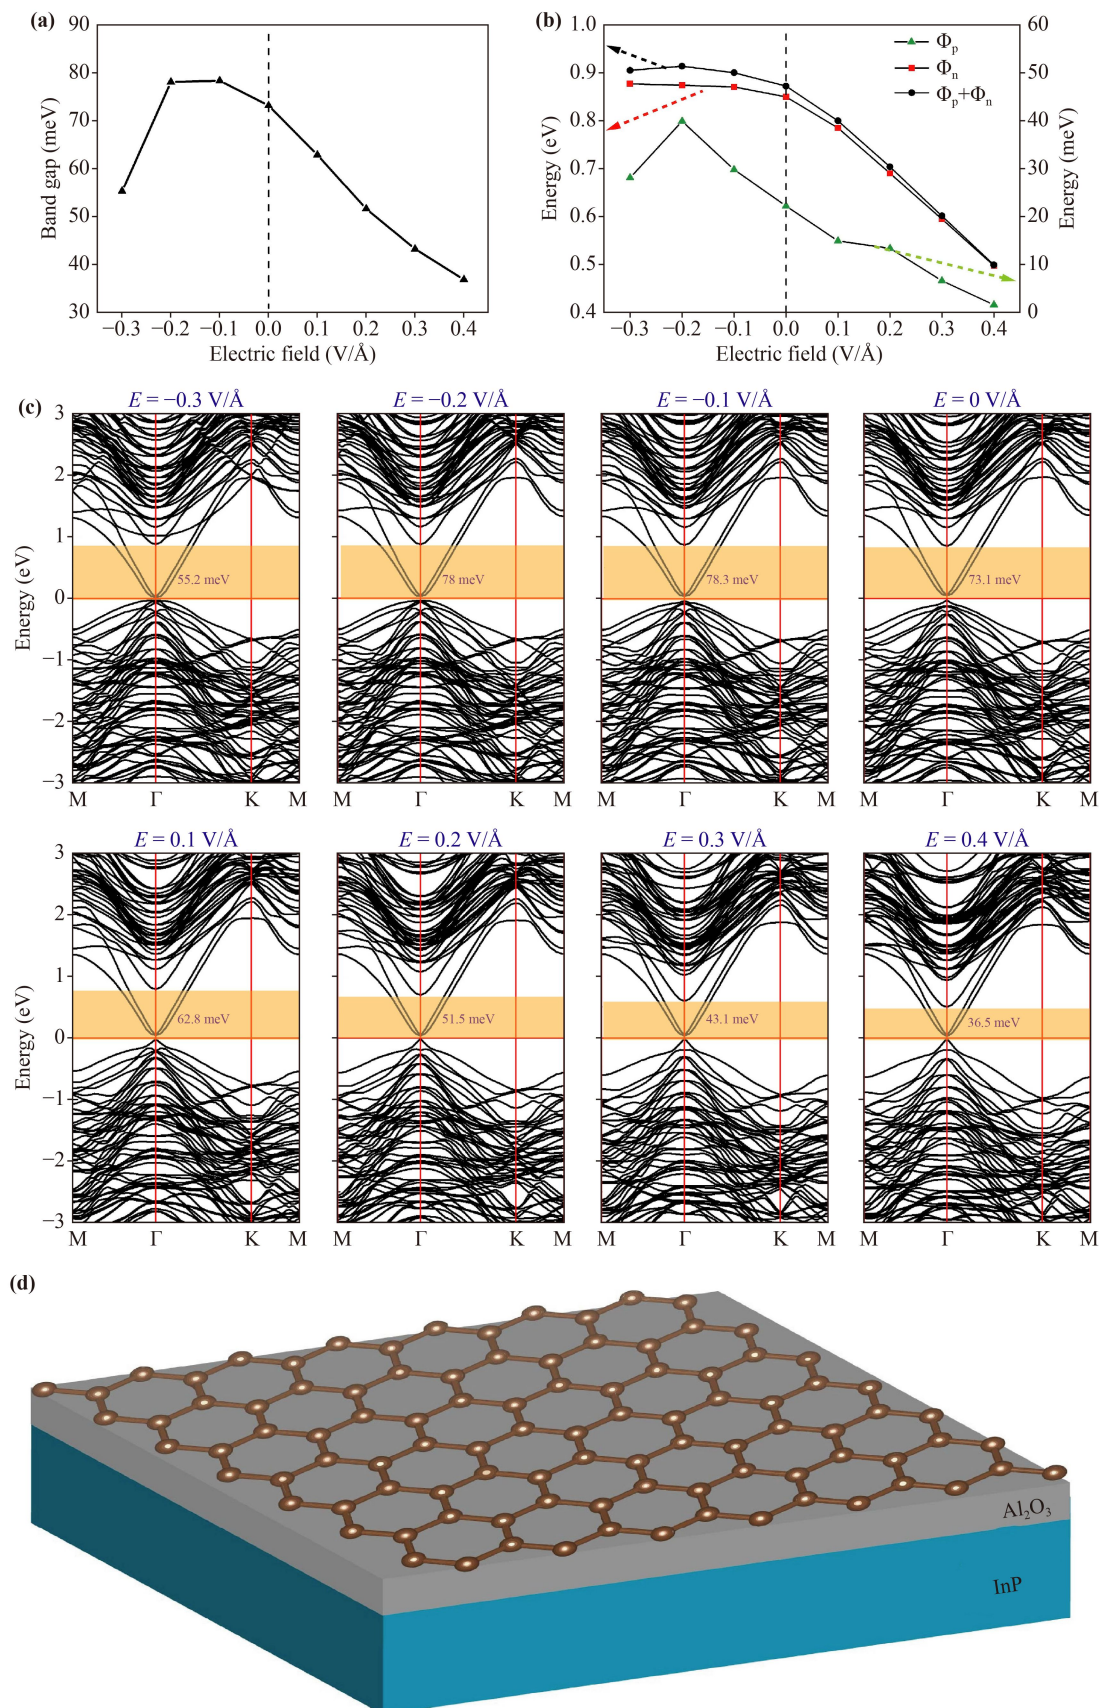 (a)
90
80
70
60
50
40
30
Band gap (meV)
−0.3 −0.2 −0.1 0.0 0.1 0.2 0.3 0.4
Electric field (V/Å)
(b)
1.0
0.9
0.8
0.7
0.6
0.5
0.4
Energy (eV)
Φp
Φn
Φp+Φn
60
50
40
30
20
10
0
Energy (meV)
−0.3 −0.2 −0.1 0.0 0.1 0.2 0.3 0.4
Electric field (V/Å)
(c)
E = −0.3 V/Å
E = −0.2 V/Å
E = −0.1 V/Å
E = 0 V/Å
3
2
1
0
−1
−2
−3
Energy (eV)
55.2 meV
78 meV
78.3 meV
73.1 meV
M Γ K M
M Γ K M
M Γ K M
M Γ K M
E = 0.1 V/Å
E = 0.2 V/Å
E = 0.3 V/Å
E = 0.4 V/Å
3
2
1
0
−1
−2
−3
Energy (eV)
62.8 meV
51.5 meV
43.1 meV
36.5 meV
M Γ K M
M Γ K M
M Γ K M
M Γ K M
(d)
Al₂O₃
InP